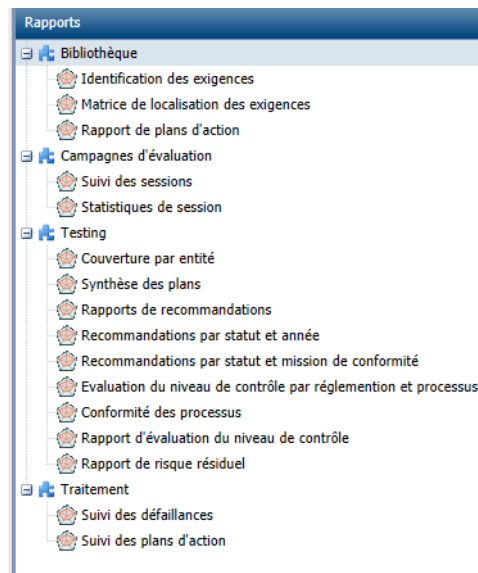 Rapports
Bibliothèque
Identification des exigences
Matrice de localisation des exigences
Rapport de plans d'action
Campagnes d'évaluation
Suivi des sessions
Statistiques de session
Testing
Couverture par entité
Synthèse des plans
Rapports de recommandations
Recommandations par statut et année
Recommandations par statut et mission de conformité
Evaluation du niveau de contrôle par réglemention et processus
Conformité des processus
Rapport d'évaluation du niveau de contrôle
Rapport de risque résiduel
Traitement
Suivi des défaillances
Suivi des plans d'action